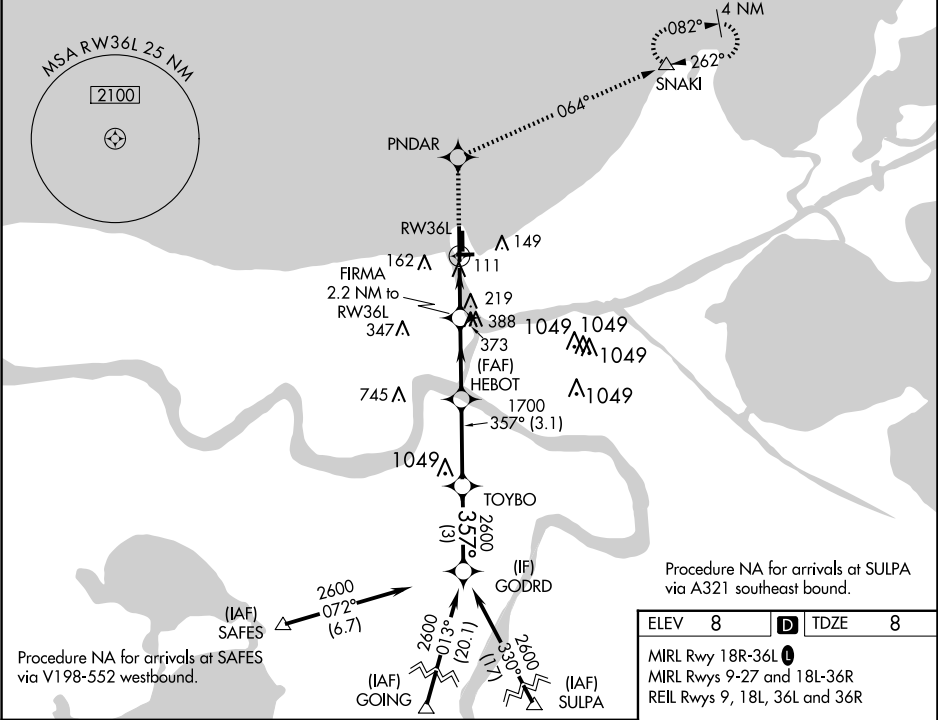 4 NM
082°
262°
SNAKI
MSA RW36L 25 NM
2100
064°
PNDAR
RW36L
149
162
111
FIRMA
2.2 NM to
RW36L
219
347
388
373
1049 1049
1049
1049
(FAF)
HEBOT
745
1700
357° (3.1)
1049
TOYBO
2600
357°
(3)
(IF)
GODRD
Procedure NA for arrivals at SULPA
via A321 southeast bound.
2600
072°
(6.7)
(IAF)
SAFES
Procedure NA for arrivals at SAFES
via V198-552 westbound.
2600
013°
(20.1)
(IAF)
GOING
2600
330°
(17)
(IAF)
SULPA
ELEV 8 D TDZE 8
MIRL Rwy 18R-36L L
MIRL Rwys 9-27 and 18L-36R
REIL Rwys 9, 18L, 36L and 36R